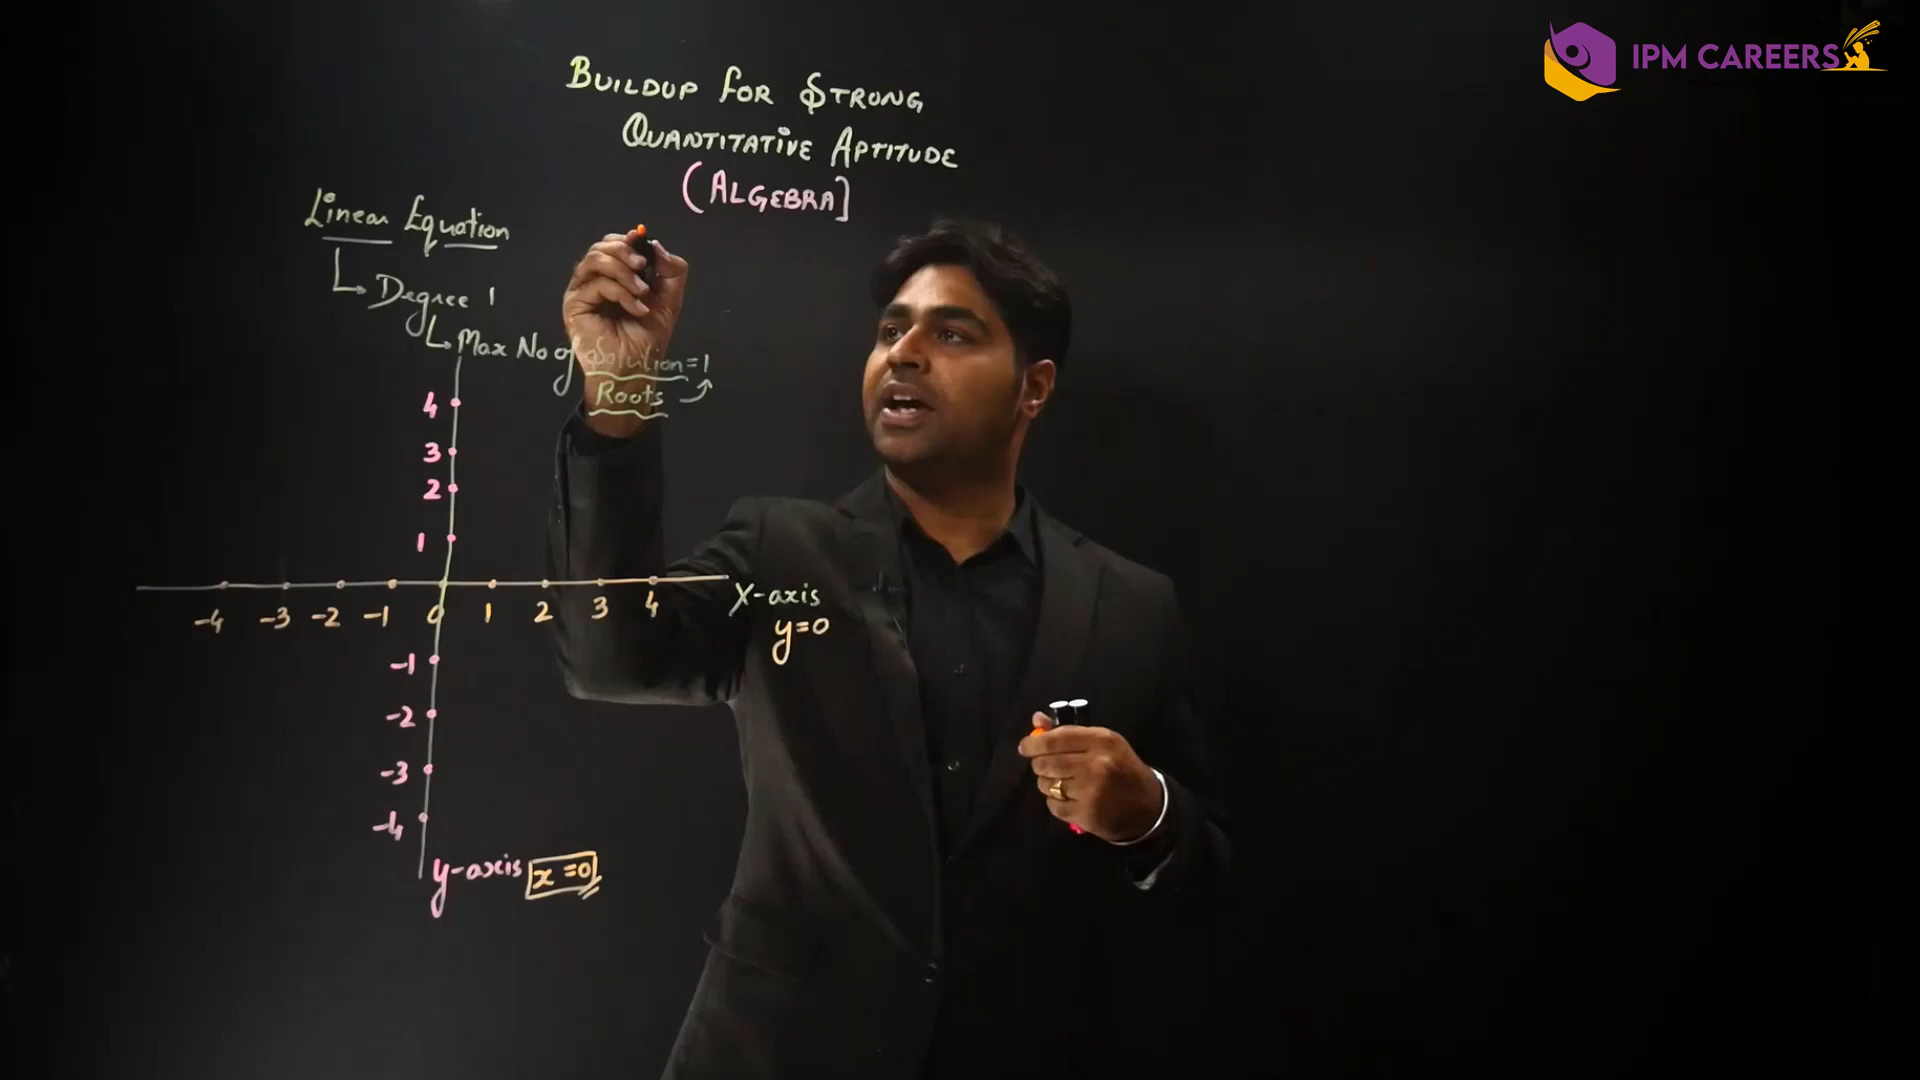 IPM CAREERS
BUILDUP FOR STRONG
QUANTITATIVE APTITUDE
(ALGEBRA]
Linear Equation
Degree 1
Max No of Solution=1
Roots
4
3
2
1
-4 -3 -2 -1 0 1 2 3 4
X-axis
y=0
-1
-2
-3
-4
y-axis x=0